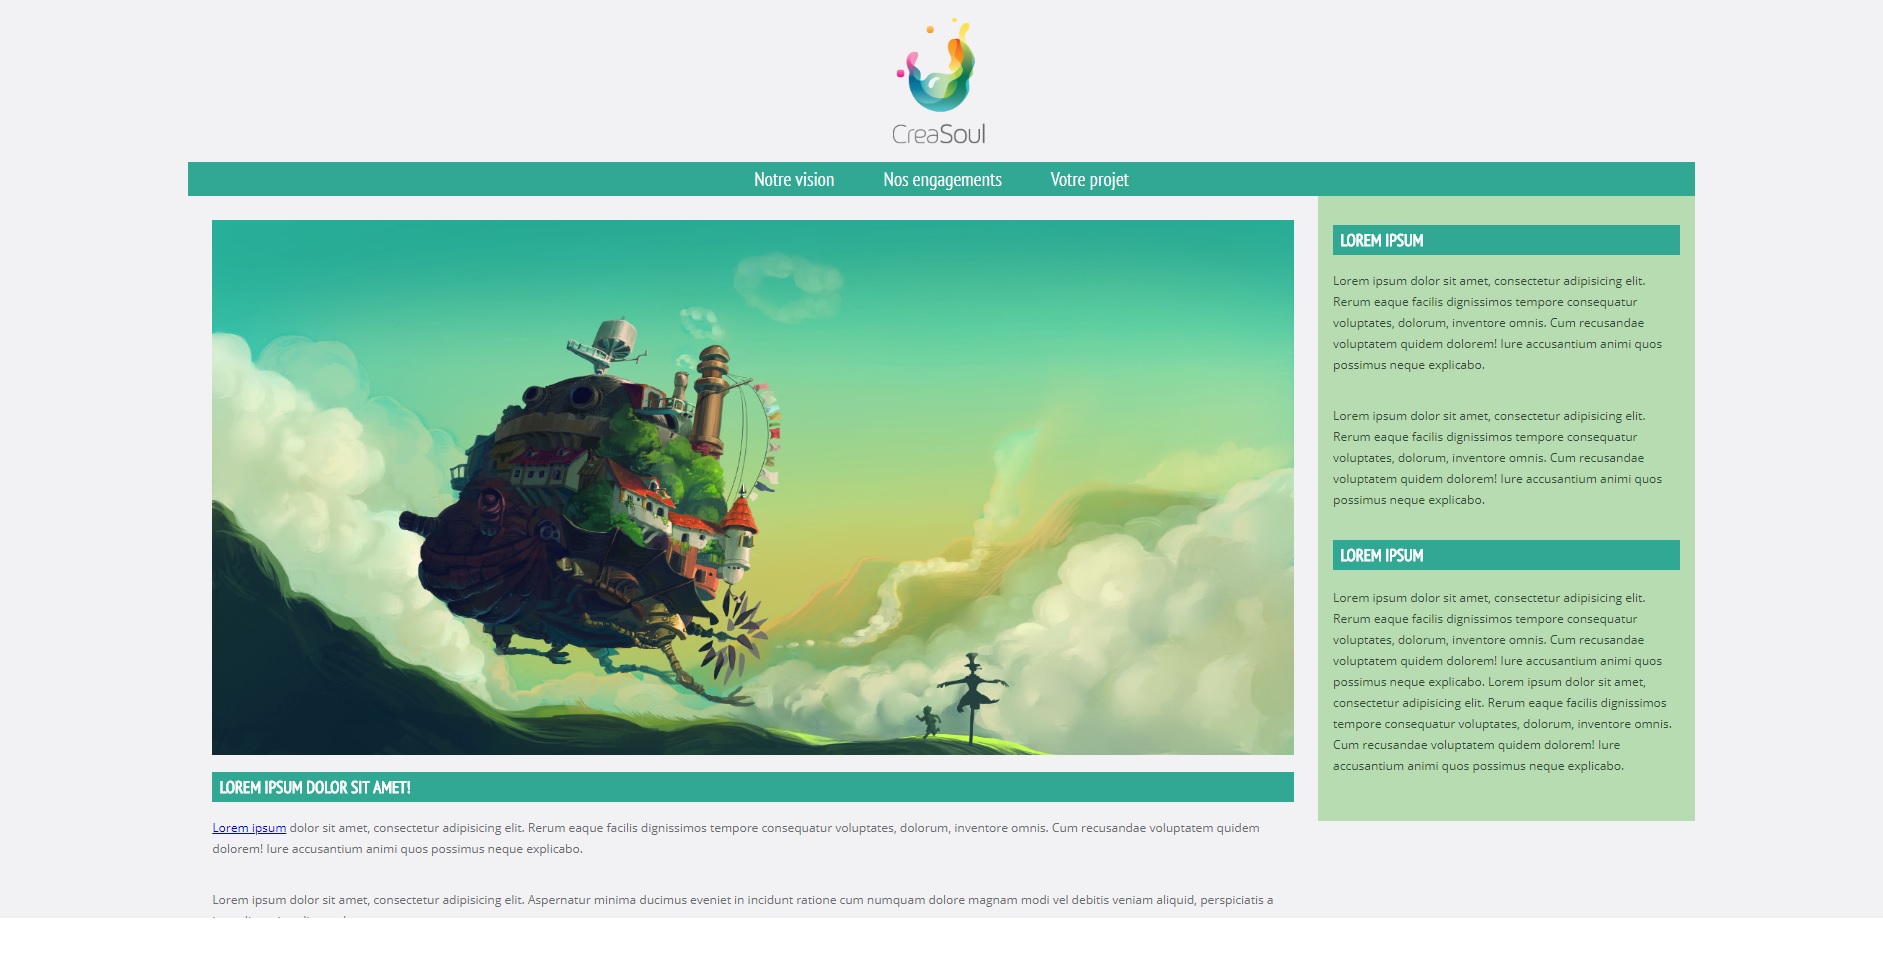 CreaSoul
Notre vision
Nos engagements
Votre projet
LOREM IPSUM DOLOR SIT AMET!
Lorem ipsum dolor sit amet, consectetur adipisicing elit. Rerum eaque facilis dignissimos tempore consequatur voluptates, dolorum, inventore omnis. Cum recusandae voluptatem quidem
dolorem! Iure accusantium animi quos possimus neque explicabo.
Lorem ipsum dolor sit amet, consectetur adipisicing elit. Aspernatur minima ducimus eveniet in incidunt ratione cum numquam dolore magnam modi vel debitis veniam aliquid, perspiciatis a
LOREM IPSUM
Lorem ipsum dolor sit amet, consectetur adipisicing elit.
Rerum eaque facilis dignissimos tempore consequatur
voluptates, dolorum, inventore omnis. Cum recusandae
voluptatem quidem dolorem! Iure accusantium animi quos
possimus neque explicabo.
Lorem ipsum dolor sit amet, consectetur adipisicing elit.
Rerum eaque facilis dignissimos tempore consequatur
voluptates, dolorum, inventore omnis. Cum recusandae
voluptatem quidem dolorem! Iure accusantium animi quos
possimus neque explicabo.
LOREM IPSUM
Lorem ipsum dolor sit amet, consectetur adipisicing elit.
Rerum eaque facilis dignissimos tempore consequatur
voluptates, dolorum, inventore omnis. Cum recusandae
voluptatem quidem dolorem! Iure accusantium animi quos
possimus neque explicabo. Lorem ipsum dolor sit amet,
consectetur adipisicing elit. Rerum eaque facilis dignissimos
tempore consequatur voluptates, dolorum, inventore omnis.
Cum recusandae voluptatem quidem dolorem! Iure
accusantium animi quos possimus neque explicabo.